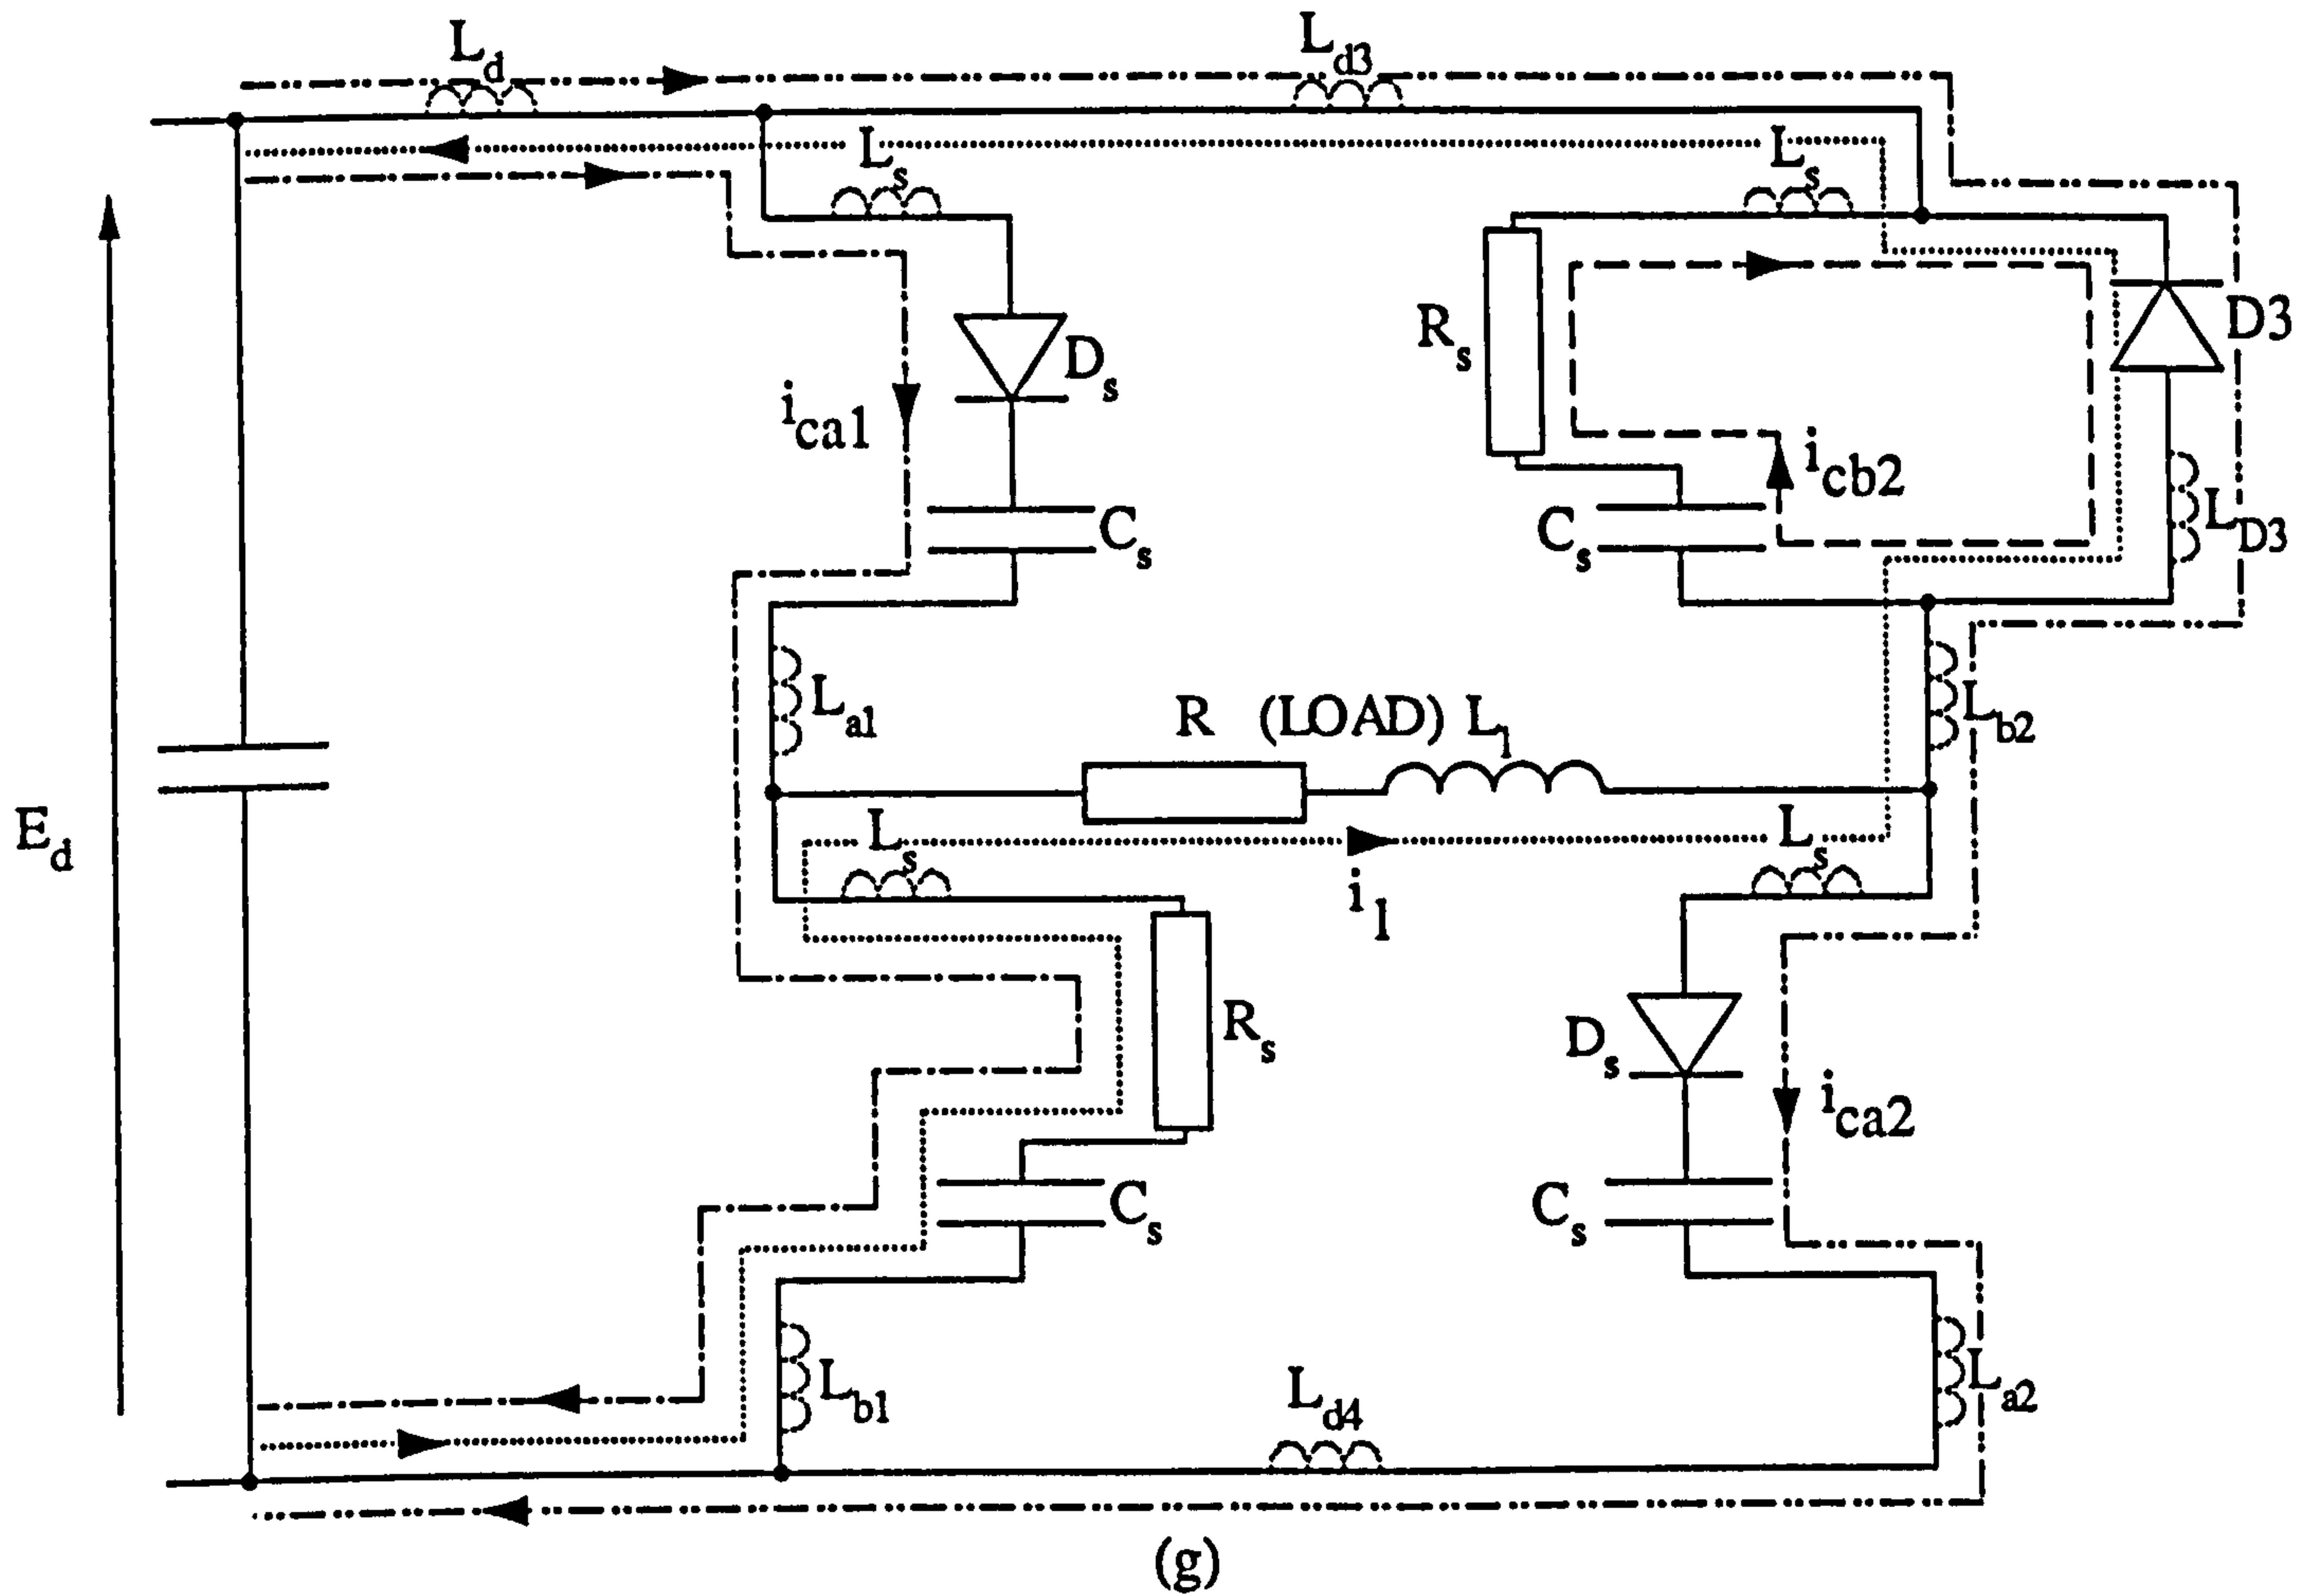 L_d
L_d3
L_s
L_s
D_s
R_s
D3
i_ca1
i_cb2
C_s
C_s
L_D3
L_a1
R (LOAD) L_l
L_b2
E_d
L_s
L_s
i_l
R_s
D_s
i_ca2
C_s
C_s
L_b1
L_d4
L_a2
(g)